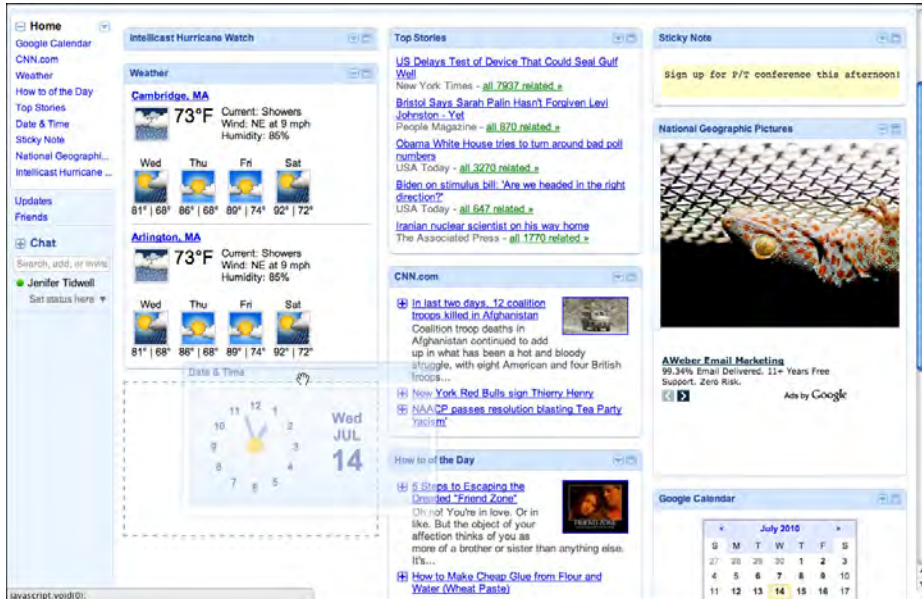 Home
Google Calendar
CNN.com
Weather
How to of the Day
Top Stories
Date & Time
Sticky Note
National Geographi...
Intellicast Hurricane ...
Updates
Friends
Chat
Search, add, or invite
Jenifer Tidwell
Set status here
Intellicast Hurricane Watch
Weather
Cambridge, MA
73°F
Current: Showers
Wind: NE at 9 mph
Humidity: 85%
Wed Thu Fri Sat
81° | 68° 86° | 68° 89° | 74° 92° | 72°
Arlington, MA
73°F
Current: Showers
Wind: NE at 9 mph
Humidity: 85%
Wed Thu Fri Sat
81° | 68° 86° | 68° 89° | 74° 92° | 72°
Date & Time
12
11 1
10 2
9 3
8 4
7 6 5
Wed
JUL
14
Top Stories
US Delays Test of Device That Could Seal Gulf
Well
New York Times - all 7937 related »
Bristol Says Sarah Palin Hasn't Forgiven Levi
Johnston - Yet
People Magazine - all 870 related »
Obama White House tries to turn around bad poll
numbers
USA Today - all 3270 related »
Biden on stimulus bill: 'Are we headed in the right
direction?'
USA Today - all 647 related »
Iranian nuclear scientist on his way home
The Associated Press - all 1770 related »
CNN.com
In last two days, 12 coalition
troops killed in Afghanistan
Coalition troop deaths in
Afghanistan continued to add
up in what has been a hot and bloody
struggle, with eight American and four British
troops...
New York Red Bulls sign Thierry Henry
NAACP passes resolution blasting Tea Party
'racism'
How to of the Day
5 Steps to Escaping the
Dreaded "Friend Zone"
Oh no! You're in love. Or in
like. But the object of your
affection thinks of you as
more of a brother or sister than anything else.
It's...
FRIEND ZONE
How to Make Cheap Glue from Flour and
Water (Wheat Paste)
Sticky Note
Sign up for P/T conference this afternoon!
National Geographic Pictures
AWeber Email Marketing
99.34% Email Delivered. 11+ Years Free
Support. Zero Risk.
Ads by Google
Google Calendar
« July 2010 »
S M T W T F S
27 28 29 30 1 2 3
4 5 6 7 8 9 10
11 12 13 14 15 16 17
javascript:void(0);